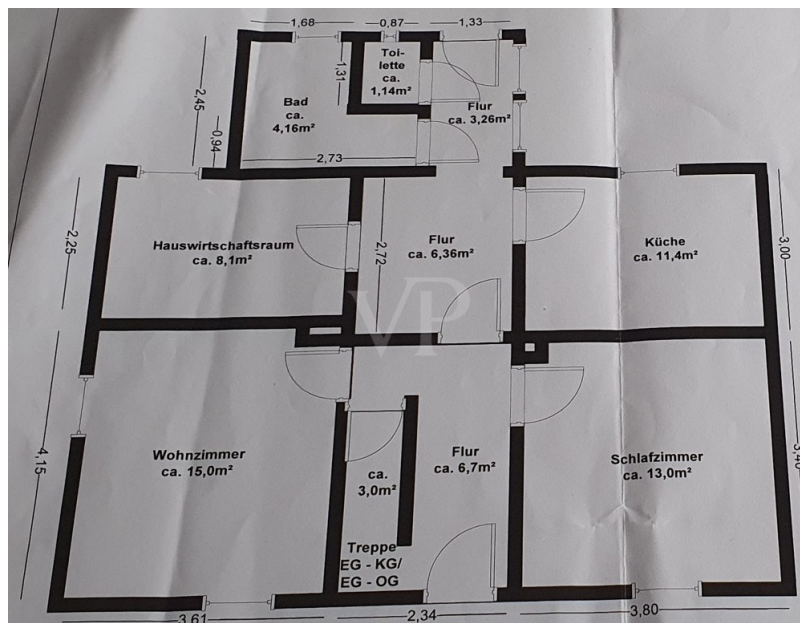 1,68
0,87
1,33
2,45
1,31
0,94
Toi-
lette
ca.
1,14m²
Flur
ca. 3,26m²
Bad
ca.
4,16m²
2,73
2,25
Hauswirtschaftsraum
ca. 8,1m²
2,72
Flur
ca. 6,36m²
Küche
ca. 11,4m²
3,00
VP
4,15
Wohnzimmer
ca. 15,0m²
ca.
3,0m²
Flur
ca. 6,7m²
Schlafzimmer
ca. 13,0m²
3,40
Treppe
EG - KG/
EG - OG
3,61
2,34
3,80